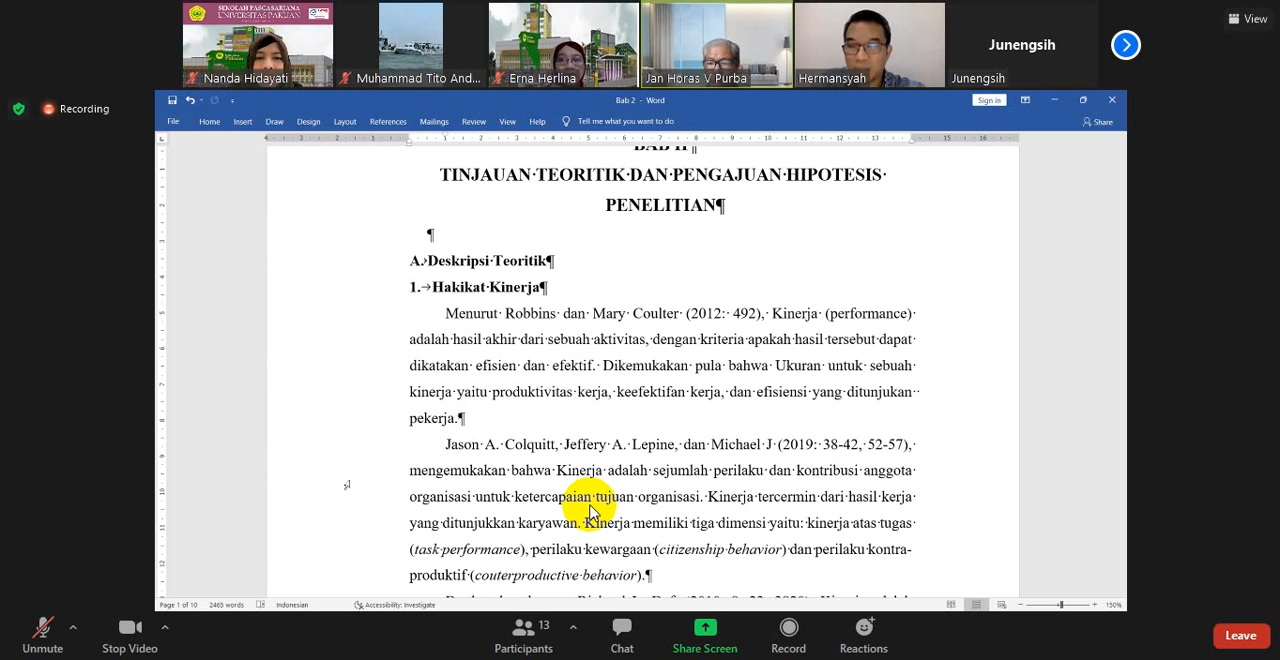 SEKOLAH PASCASARJANA
UNIVERSITAS PAKUAN
Nanda Hidayati
Muhammad Tito And...
Erna Herlina
Jan Horas V Purba
Hermansyah
Junengsih
Junengsih
View
Recording
Bab 2 - Word
Sign in
File Home Insert Draw Design Layout References Mailings Review View Help Tell me what you want to do
Share
BAB II¶
TINJAUAN·TEORITIK·DAN·PENGAJUAN·HIPOTESIS·
PENELITIAN¶
¶
A.Deskripsi·Teoritik¶
1.→Hakikat·Kinerja¶
Menurut· Robbins· dan· Mary· Coulter· (2012:· 492),· Kinerja· (performance)·
adalah·hasil·akhir·dari·sebuah·aktivitas,·dengan·kriteria·apakah·hasil·tersebut·dapat·
dikatakan· efisien· dan· efektif.· Dikemukakan· pula· bahwa· Ukuran· untuk· sebuah·
kinerja·yaitu·produktivitas·kerja,·keefektifan·kerja,·dan·efisiensi·yang·ditunjukan··
pekerja.¶
Jason·A.·Colquitt,·Jeffery·A.·Lepine,·dan·Michael·J·(2019:·38-42,·52-57),·
mengemukakan·bahwa·Kinerja·adalah·sejumlah·perilaku·dan·kontribusi·anggota·
organisasi·untuk·ketercapaian·tujuan·organisasi.·Kinerja·tercermin·dari·hasil·kerja·
yang·ditunjukkan·karyawan.·Kinerja·memiliki·tiga·dimensi·yaitu:·kinerja·atas·tugas·
(task·performance),·perilaku·kewargaan·(citizenship·behavior)·dan·perilaku·kontra-
produktif·(couterproductive·behavior).¶
Page 1 of 10 2465 words Indonesian Accessibility: Investigate 150%
Unmute
Stop Video
13
Participants
Chat
Share Screen
Record
Reactions
Leave